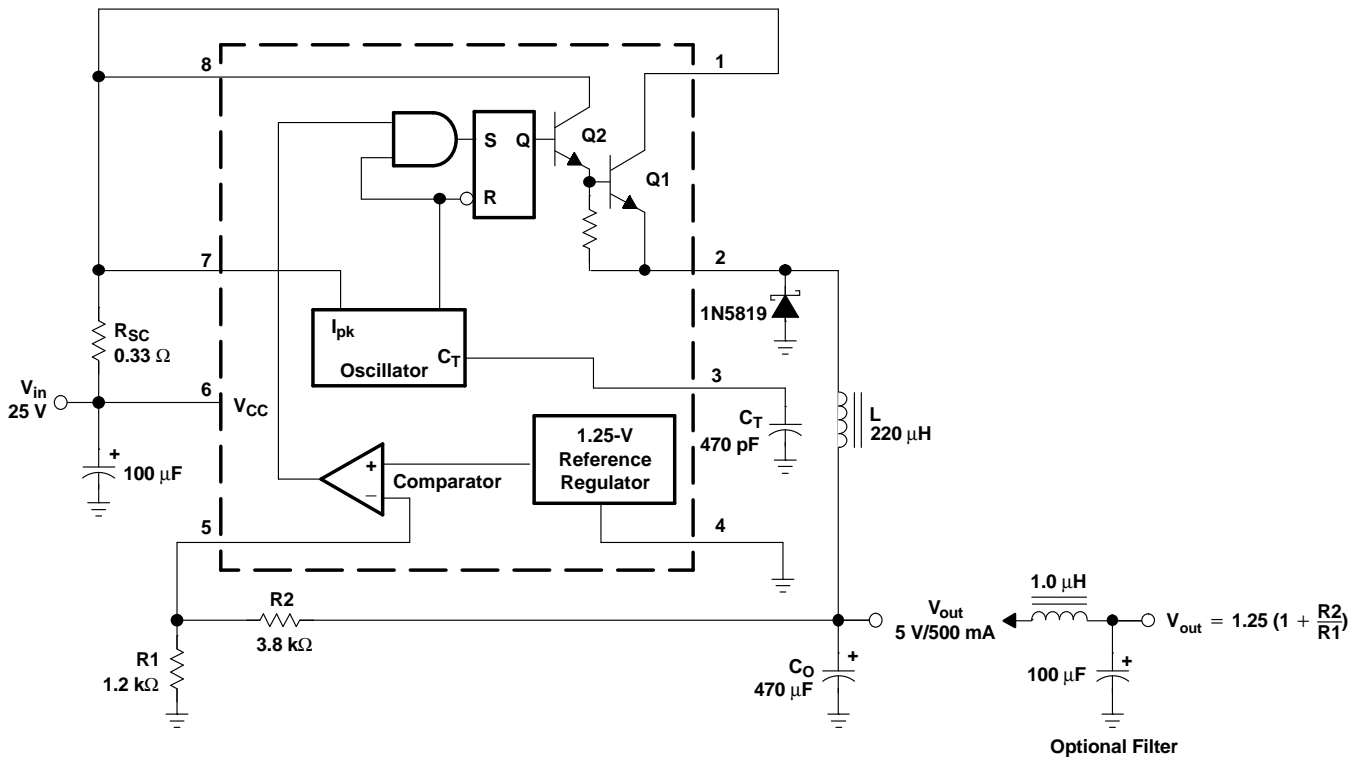 8
1
S
Q
Q2
Q1
R
7
2
1N5819
Ipk
CT
Oscillator
RSC
0.33 Ω
3
Vin
25 V
6
VCC
CT
470 pF
L
220 μH
+
100 μF
1.25-V
Reference
Regulator
+
–
Comparator
5
4
R2
3.8 kΩ
R1
1.2 kΩ
Vout
5 V/500 mA
1.0 μH
Vout = 1.25 (1 + R2/R1)
CO
470 μF
+
100 μF
+
Optional Filter